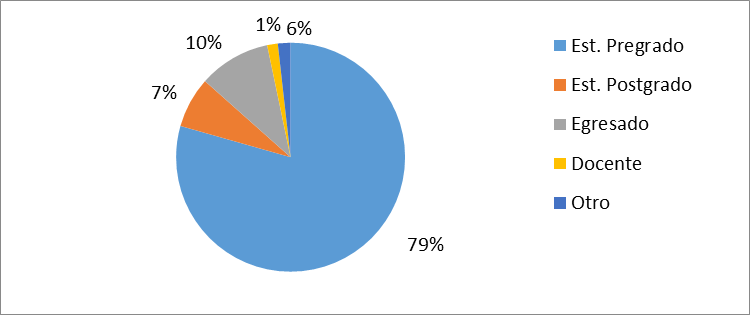 1%
6%
10%
7%
79%
Est. Pregrado
Est. Postgrado
Egresado
Docente
Otro